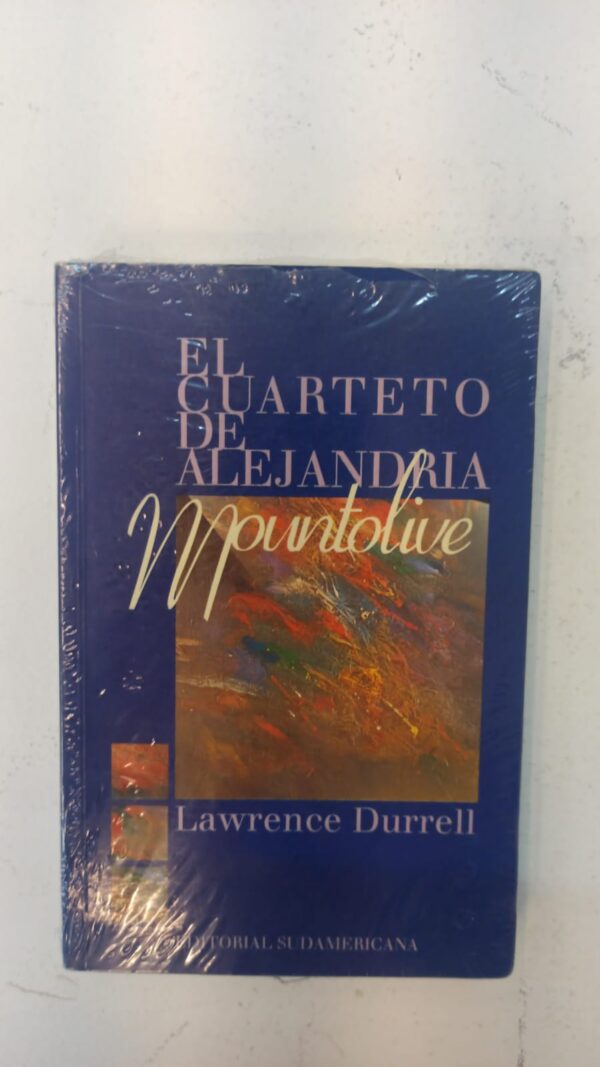 EL
CUARTETO
DE
ALEJANDRIA
Mountolive
Lawrence Durrell
EDITORIAL SUDAMERICANA